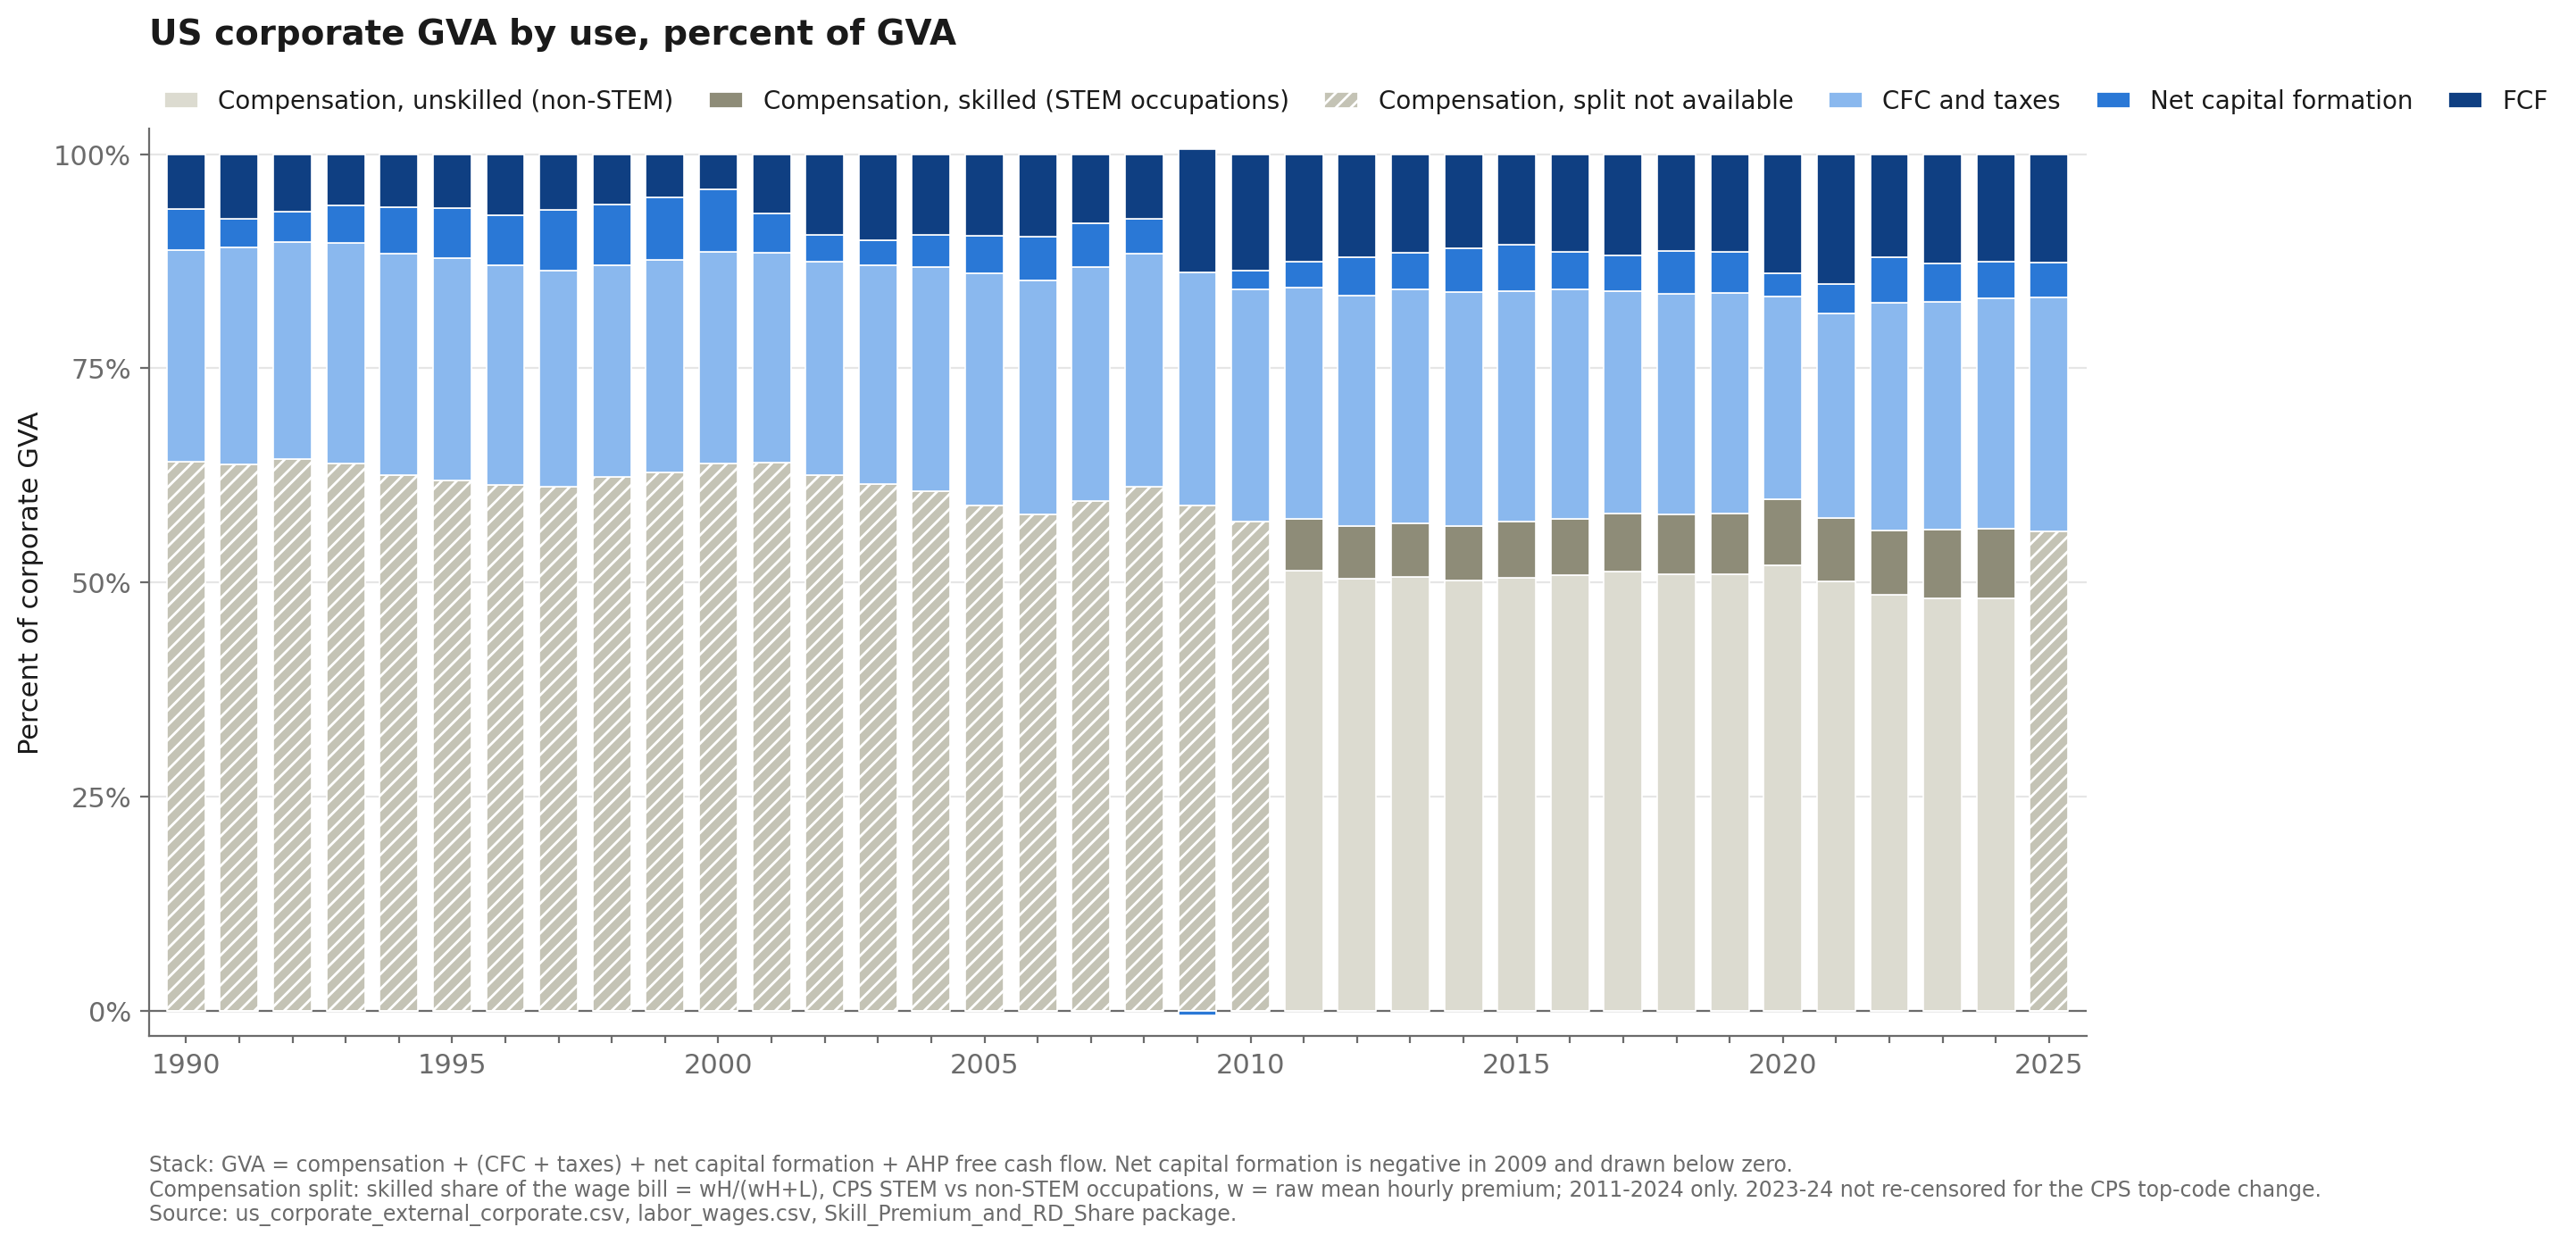 US corporate GVA by use, percent of GVA
Compensation, unskilled (non-STEM) Compensation, skilled (STEM occupations) Compensation, split not available CFC and taxes Net capital formation FCF
100%
75%
50%
25%
0%
Percent of corporate GVA
1990 1995 2000 2005 2010 2015 2020 2025
Stack: GVA = compensation + (CFC + taxes) + net capital formation + AHP free cash flow. Net capital formation is negative in 2009 and drawn below zero.
Compensation split: skilled share of the wage bill = wH/(wH+L), CPS STEM vs non-STEM occupations, w = raw mean hourly premium; 2011-2024 only. 2023-24 not re-censored for the CPS top-code change.
Source: us_corporate_external_corporate.csv, labor_wages.csv, Skill_Premium_and_RD_Share package.